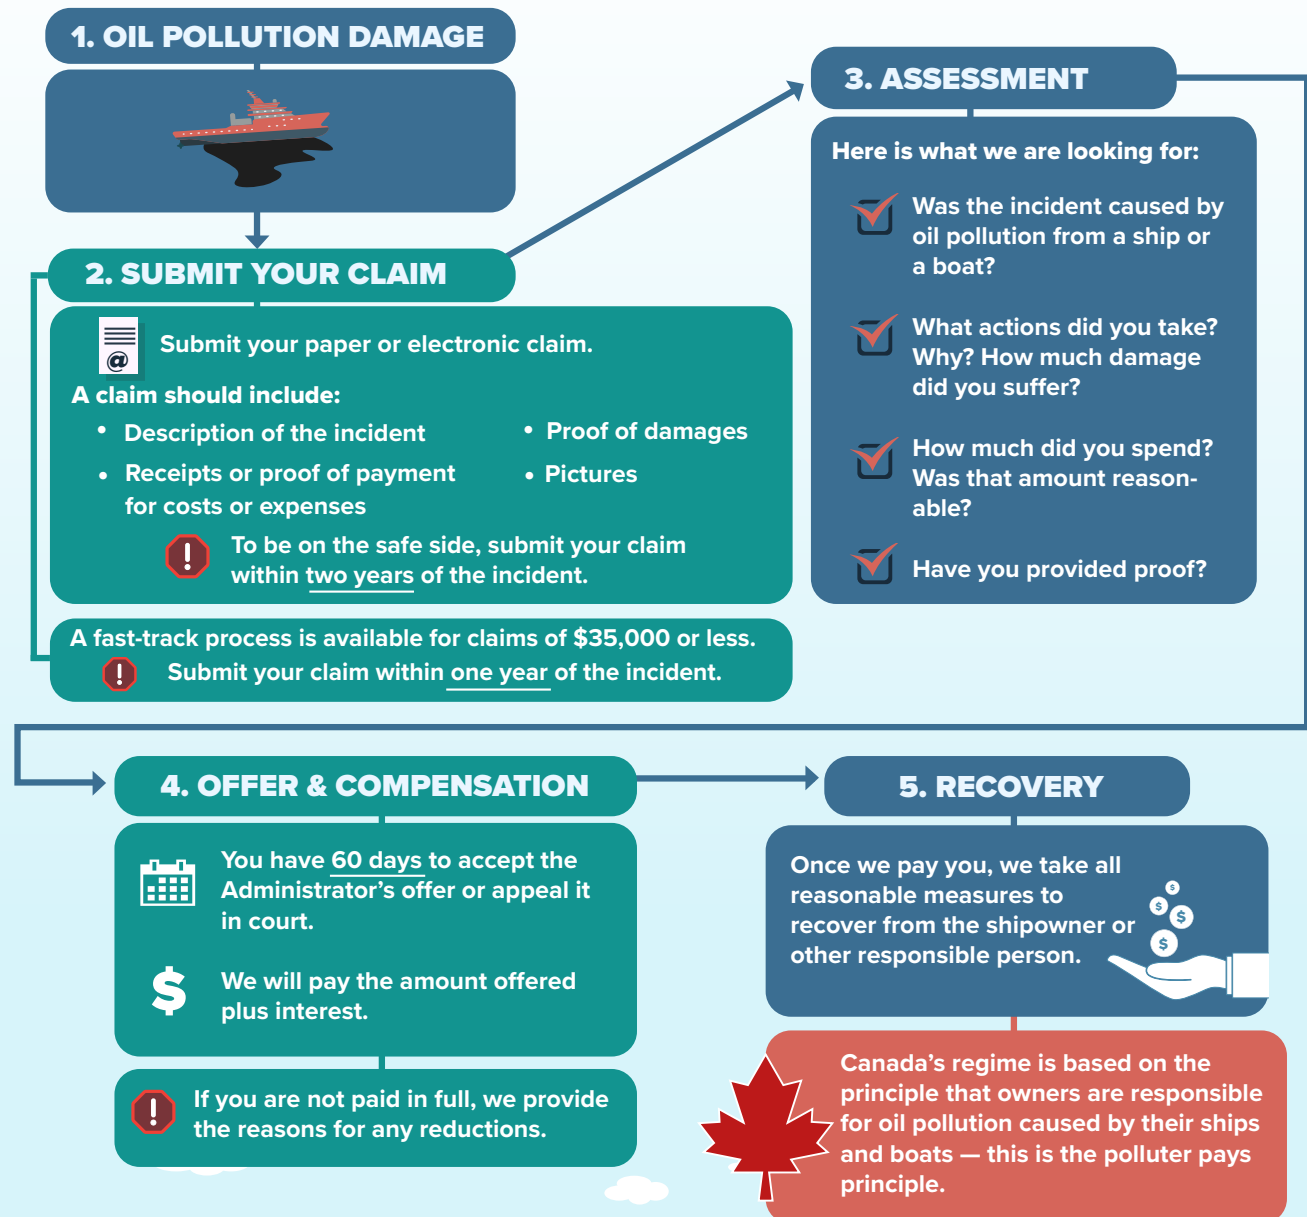 1. OIL POLLUTION DAMAGE
2. SUBMIT YOUR CLAIM
@
Submit your paper or electronic claim.
A claim should include:
• Description of the incident
• Receipts or proof of payment
for costs or expenses
• Proof of damages
• Pictures
!
To be on the safe side, submit your claim
within two years of the incident.
A fast-track process is available for claims of $35,000 or less.
!
Submit your claim within one year of the incident.
3. ASSESSMENT
Here is what we are looking for:
Was the incident caused by
oil pollution from a ship or
a boat?
What actions did you take?
Why? How much damage
did you suffer?
How much did you spend?
Was that amount reason-
able?
Have you provided proof?
4. OFFER & COMPENSATION
You have 60 days to accept the
Administrator's offer or appeal it
in court.
$
We will pay the amount offered
plus interest.
!
If you are not paid in full, we provide
the reasons for any reductions.
5. RECOVERY
Once we pay you, we take all
reasonable measures to
recover from the shipowner or
other responsible person.
$
$
$
$
Canada's regime is based on the
principle that owners are responsible
for oil pollution caused by their ships
and boats — this is the polluter pays
principle.